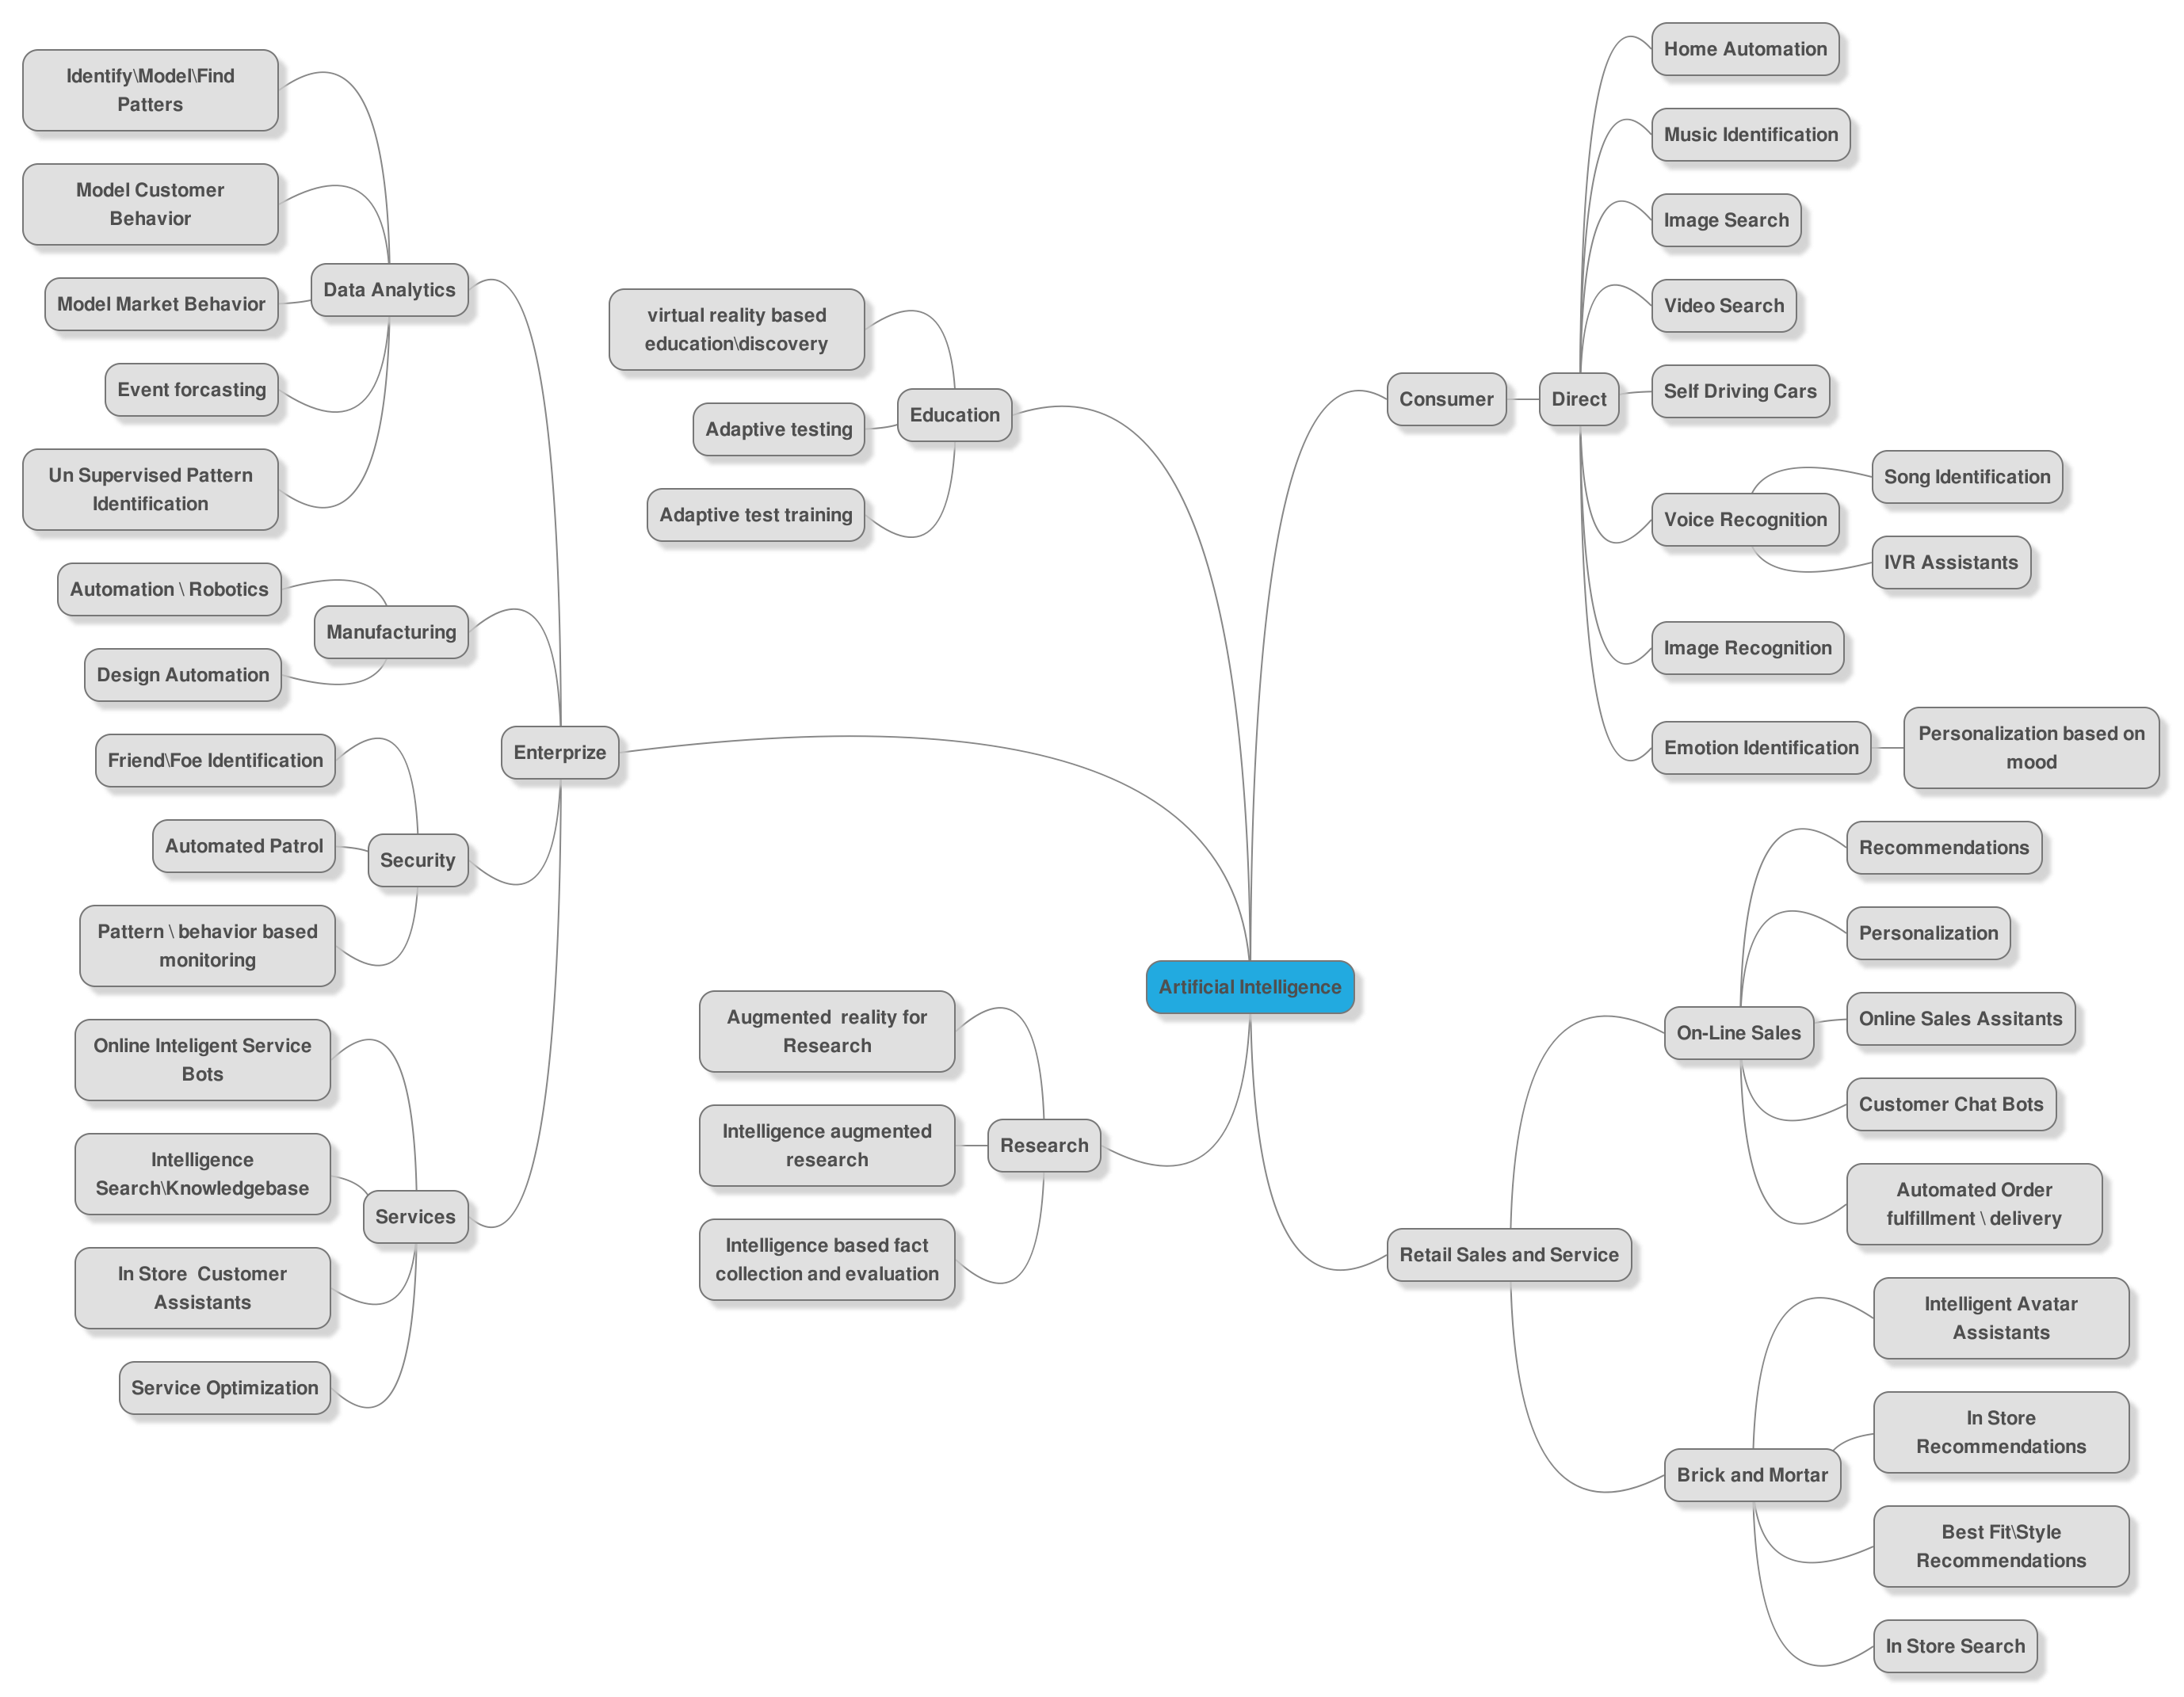 Artificial Intelligence
Consumer
Direct
Home Automation
Music Identification
Image Search
Video Search
Self Driving Cars
Voice Recognition
Song Identification
IVR Assistants
Image Recognition
Emotion Identification
Personalization based on
mood
Retail Sales and Service
On-Line Sales
Recommendations
Personalization
Online Sales Assitants
Customer Chat Bots
Automated Order
fulfillment \ delivery
Brick and Mortar
Intelligent Avatar
Assistants
In Store
Recommendations
Best Fit\Style
Recommendations
In Store Search
Education
virtual reality based
education\discovery
Adaptive testing
Adaptive test training
Enterprize
Data Analytics
Identify\Model\Find
Patters
Model Customer
Behavior
Model Market Behavior
Event forcasting
Un Supervised Pattern
Identification
Manufacturing
Automation \ Robotics
Design Automation
Security
Friend\Foe Identification
Automated Patrol
Pattern \ behavior based
monitoring
Services
Online Inteligent Service
Bots
Intelligence
Search\Knowledgebase
In Store  Customer
Assistants
Service Optimization
Research
Augmented  reality for
Research
Intelligence augmented
research
Intelligence based fact
collection and evaluation